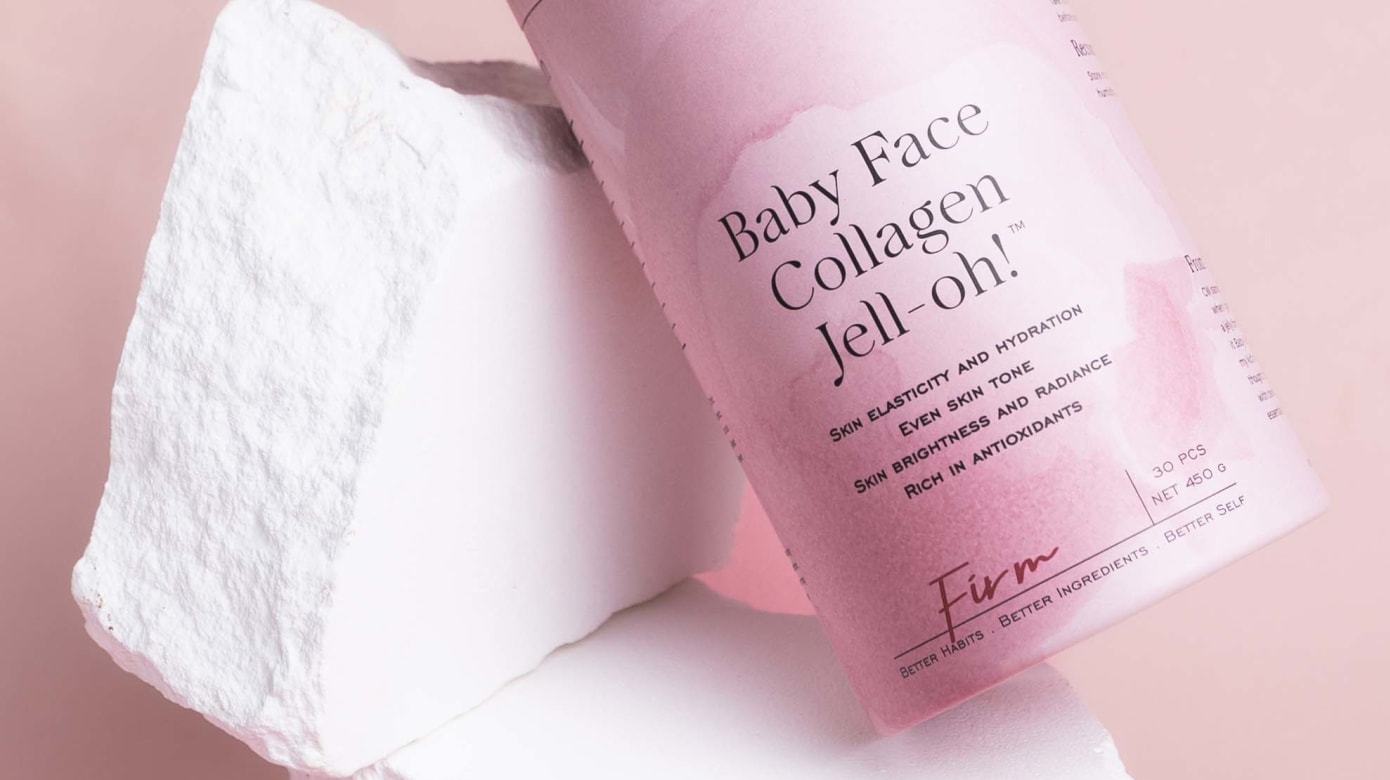 Baby Face
Collagen
Jell-oh!™
SKIN ELASTICITY AND HYDRATION
EVEN SKIN TONE
SKIN BRIGHTNESS AND RADIANCE
RICH IN ANTIOXIDANTS
30 PCS
NET 450 G
Firm
BETTER HABITS . BETTER INGREDIENTS . BETTER SELF